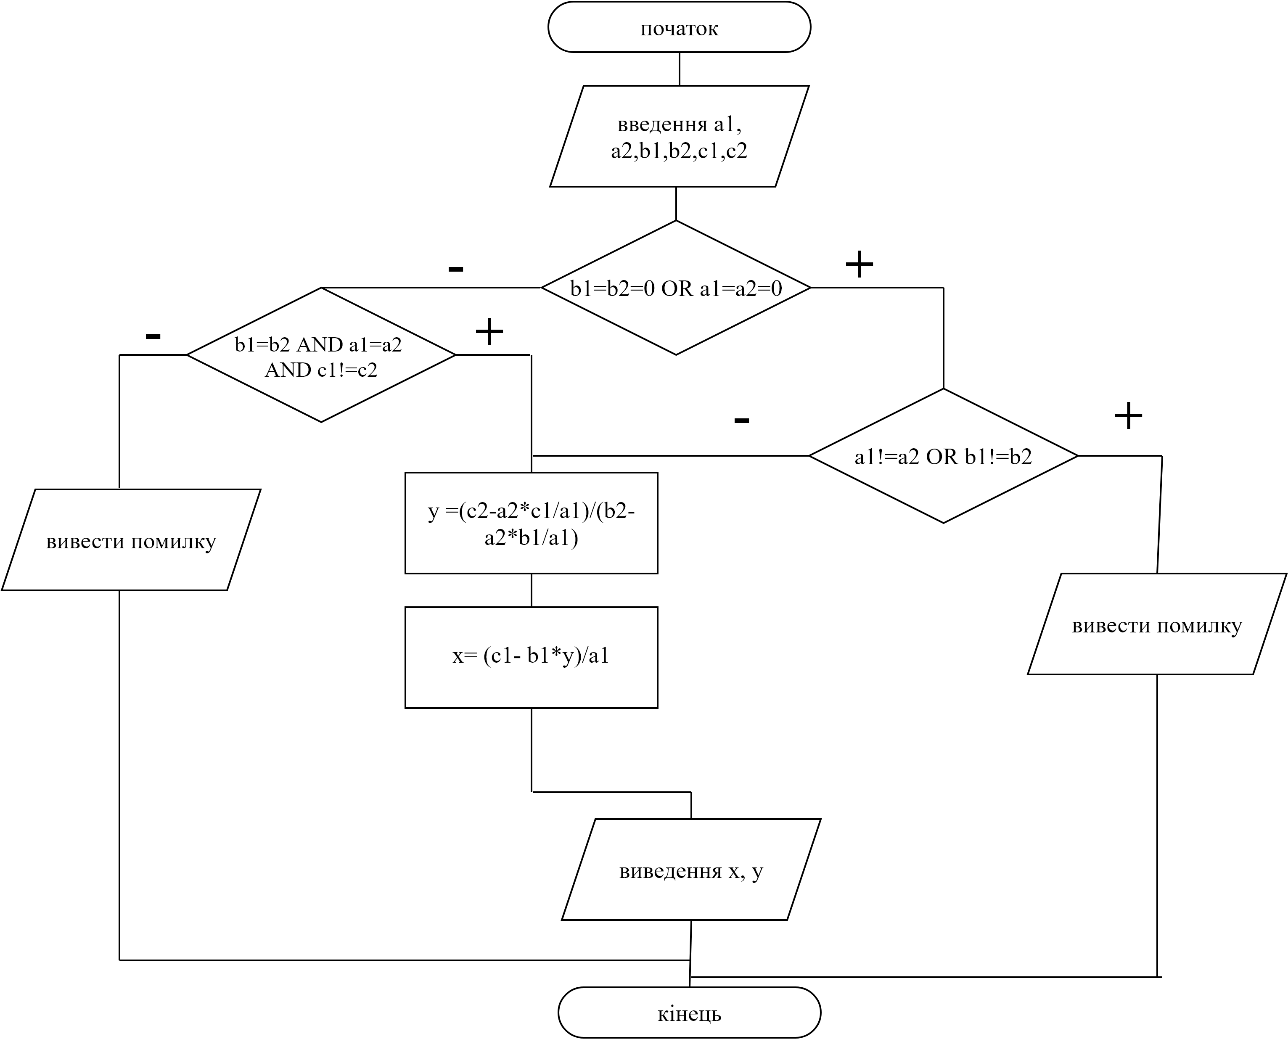 початок
введення a1,
a2,b1,b2,c1,c2
-
+
b1=b2=0 OR a1=a2=0
-
+
b1=b2 AND a1=a2
AND c1!=c2
-
+
a1!=a2 OR b1!=b2
y =(c2-a2*c1/a1)/(b2-
a2*b1/a1)
вивести помилку
вивести помилку
x= (c1- b1*y)/a1
виведення x, y
кінець